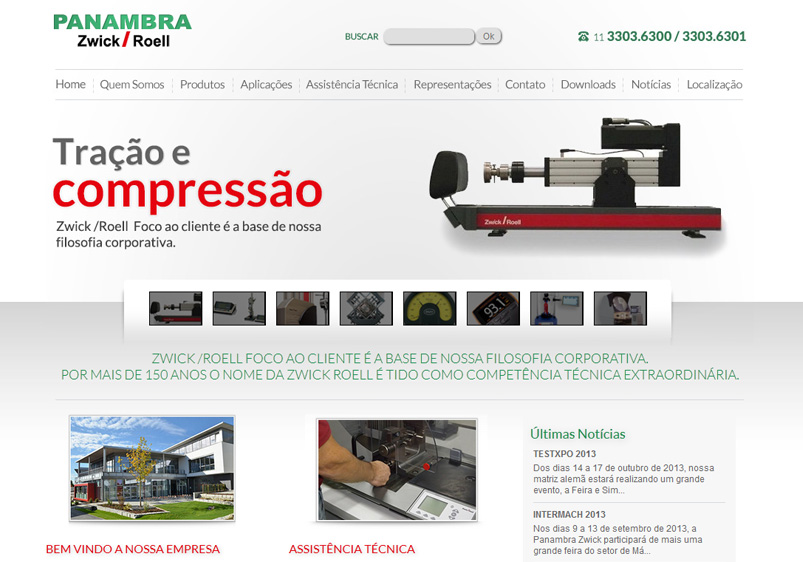 PANAMBRA
Zwick / Roell
BUSCAR
Ok
11 3303.6300 / 3303.6301
Home
Quem Somos
Produtos
Aplicações
Assistência Técnica
Representações
Contato
Downloads
Notícias
Localização
Tração e
compressão
Zwick /Roell Foco ao cliente é a base de nossa
filosofia corporativa.
Zwick / Roell
93.1
ZWICK /ROELL FOCO AO CLIENTE É A BASE DE NOSSA FILOSOFIA CORPORATIVA.
POR MAIS DE 150 ANOS O NOME DA ZWICK ROELL É TIDO COMO COMPETÊNCIA TÉCNICA EXTRAORDINÁRIA.
BEM VINDO A NOSSA EMPRESA
ASSISTÊNCIA TÉCNICA
Últimas Notícias
TESTXPO 2013
Dos dias 14 a 17 de outubro de 2013, nossa
matriz alemã estará realizando um grande
evento, a Feira e Sim...
INTERMACH 2013
Nos dias 9 a 13 de setembro de 2013, a
Panambra Zwick participará de mais uma
grande feira do setor de Má...